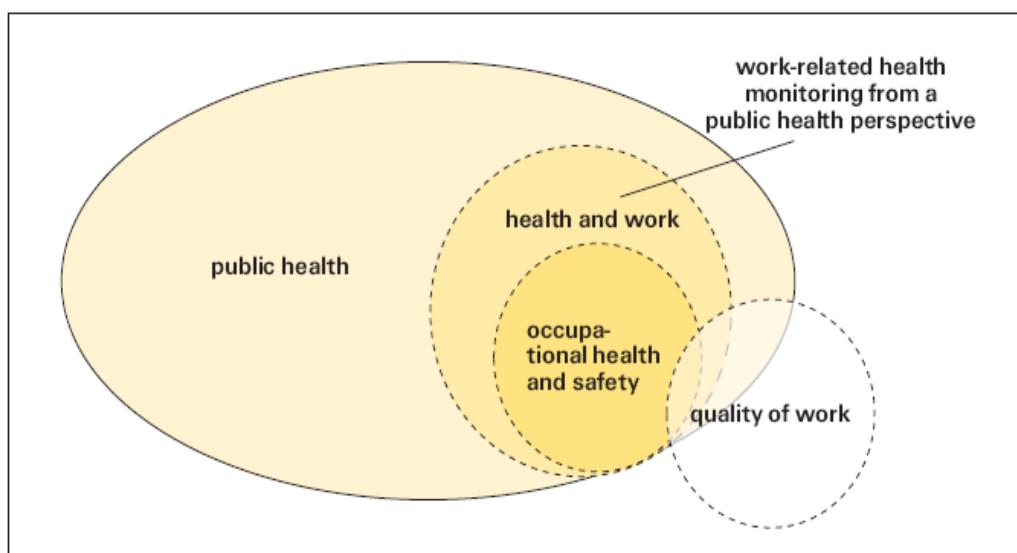 work-related health
monitoring from a
public health perspective
health and work
public health
occupa-
tional health
and safety
quality of work